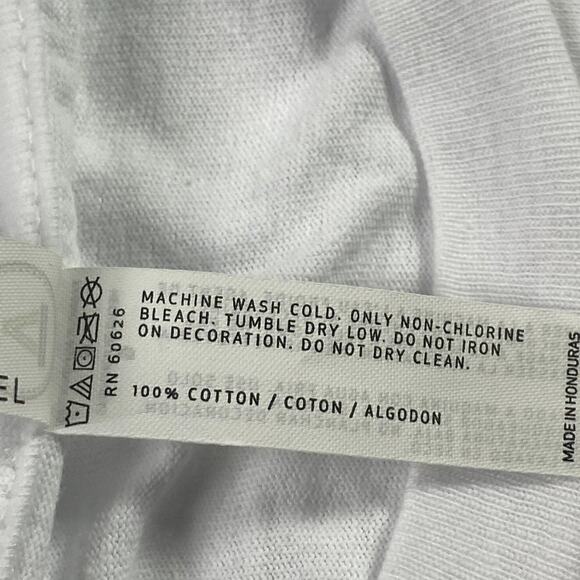 MACHINE WASH COLD. ONLY NON-CHLORINE
BLEACH. TUMBLE DRY LOW. DO NOT IRON
ON DECORATION. DO NOT DRY CLEAN.
100% COTTON / COTON / ALGODON
RN 60626
MADE IN HONDURAS
EL